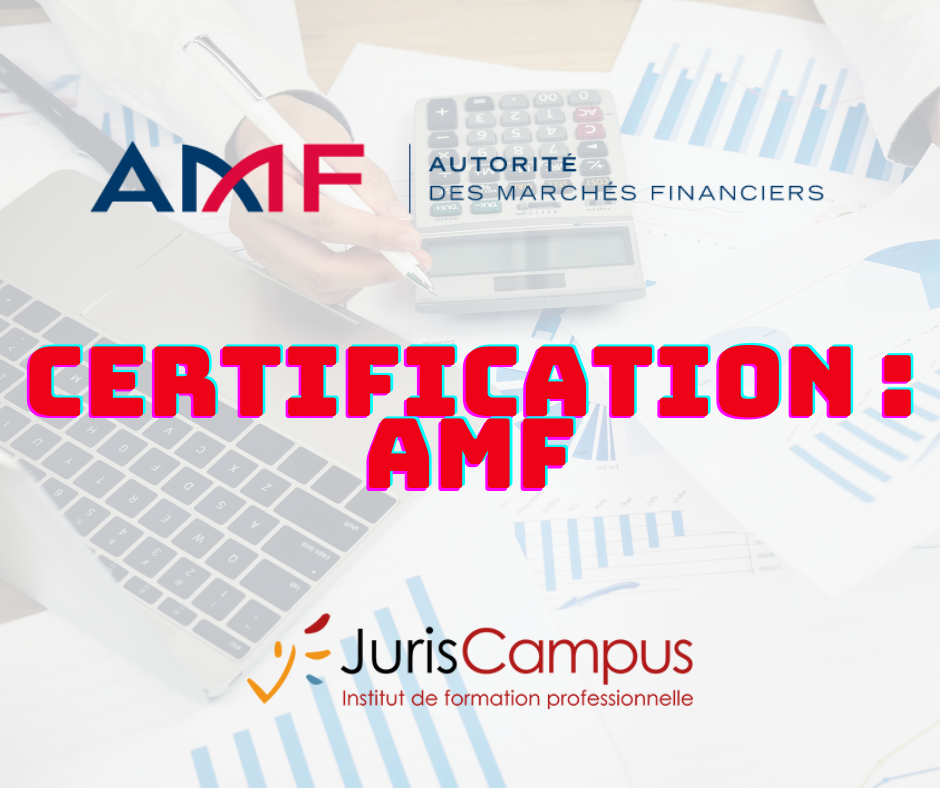 AMF
AUTORITÉ
DES MARCHÉS FINANCIERS
CERTIFICATION :
AMF
JurisCampus
Institut de formation professionnelle